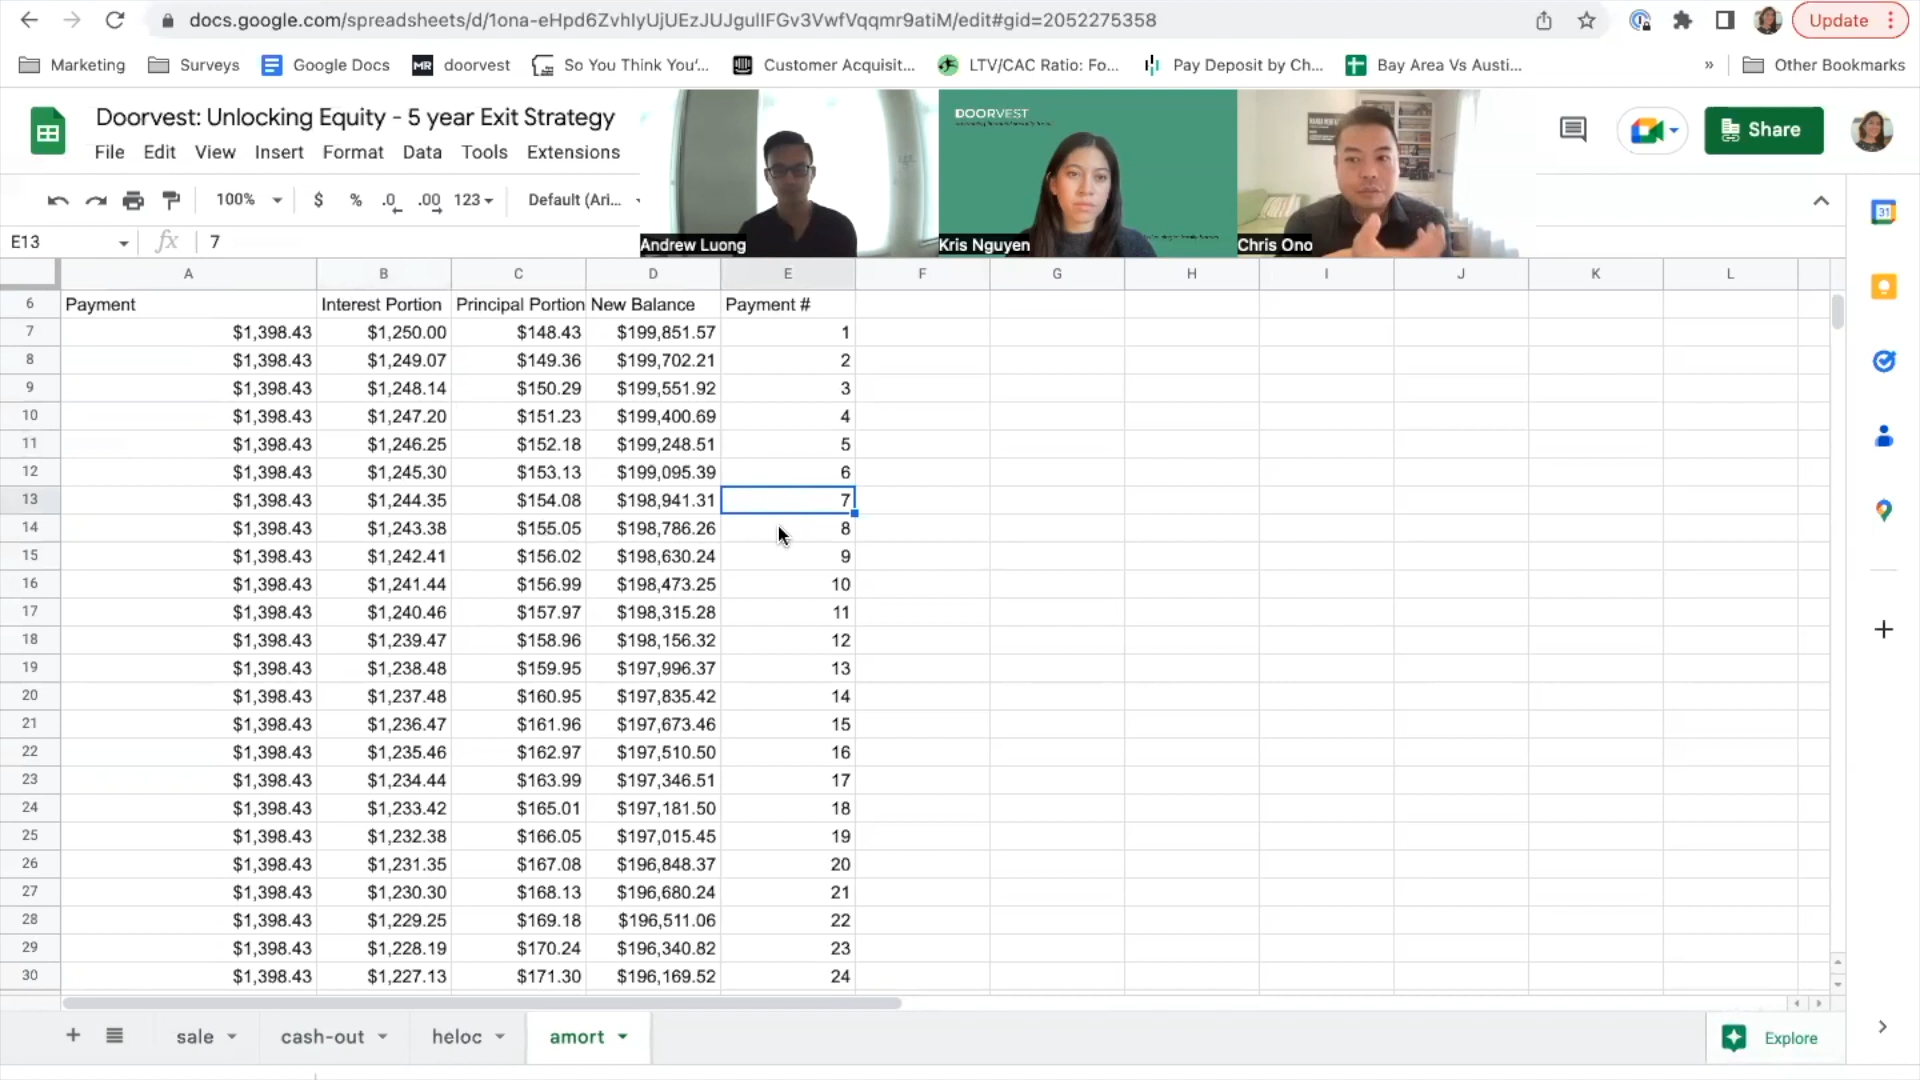 docs.google.com/spreadsheets/d/1ona-eHpd6ZvhIyUjUEzJUJgulIFGv3VwfVqqmr9atiM/edit#gid=2052275358
Update
Marketing
Surveys
Google Docs
MR doorvest
So You Think You'...
Customer Acquisit...
LTV/CAC Ratio: Fo...
Pay Deposit by Ch...
Bay Area Vs Austi...
»
Other Bookmarks
Doorvest: Unlocking Equity - 5 year Exit Strategy
File Edit View Insert Format Data Tools Extensions
Share
100% $ % .0 .00 123 Default (Ari...
DOORVEST
Andrew Luong
Kris Nguyen
Chris Ono
31
E13 fx 7
A B C D E F G H I J K L
6 Payment Interest Portion Principal Portion New Balance Payment #
7 $1,398.43 $1,250.00 $148.43 $199,851.57 1
8 $1,398.43 $1,249.07 $149.36 $199,702.21 2
9 $1,398.43 $1,248.14 $150.29 $199,551.92 3
10 $1,398.43 $1,247.20 $151.23 $199,400.69 4
11 $1,398.43 $1,246.25 $152.18 $199,248.51 5
12 $1,398.43 $1,245.30 $153.13 $199,095.39 6
13 $1,398.43 $1,244.35 $154.08 $198,941.31 7
14 $1,398.43 $1,243.38 $155.05 $198,786.26 8
15 $1,398.43 $1,242.41 $156.02 $198,630.24 9
16 $1,398.43 $1,241.44 $156.99 $198,473.25 10
17 $1,398.43 $1,240.46 $157.97 $198,315.28 11
18 $1,398.43 $1,239.47 $158.96 $198,156.32 12
19 $1,398.43 $1,238.48 $159.95 $197,996.37 13
20 $1,398.43 $1,237.48 $160.95 $197,835.42 14
21 $1,398.43 $1,236.47 $161.96 $197,673.46 15
22 $1,398.43 $1,235.46 $162.97 $197,510.50 16
23 $1,398.43 $1,234.44 $163.99 $197,346.51 17
24 $1,398.43 $1,233.42 $165.01 $197,181.50 18
25 $1,398.43 $1,232.38 $166.05 $197,015.45 19
26 $1,398.43 $1,231.35 $167.08 $196,848.37 20
27 $1,398.43 $1,230.30 $168.13 $196,680.24 21
28 $1,398.43 $1,229.25 $169.18 $196,511.06 22
29 $1,398.43 $1,228.19 $170.24 $196,340.82 23
30 $1,398.43 $1,227.13 $171.30 $196,169.52 24
sale cash-out heloc amort
Explore